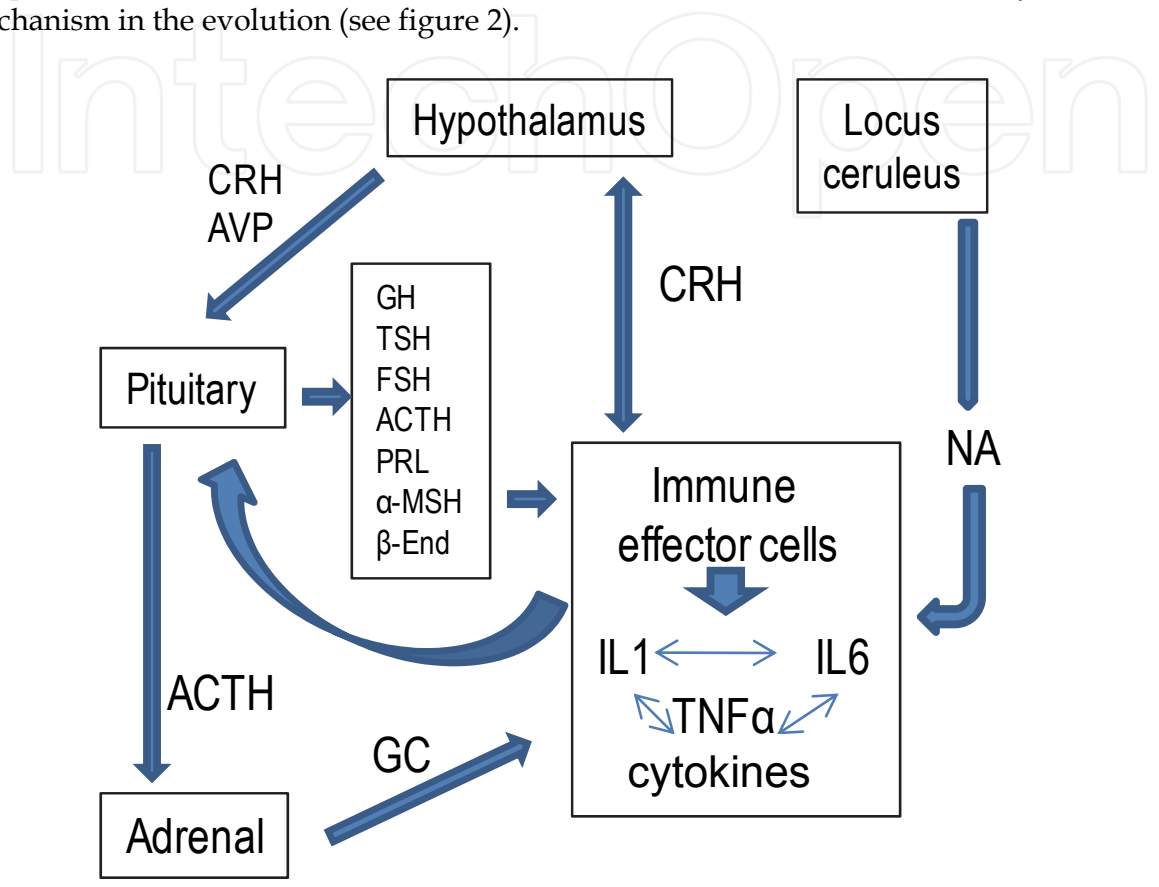 chanism in the evolution (see figure 2).
IntechOpen
Hypothalamus
Locus
ceruleus
CRH
AVP
CRH
GH
TSH
FSH
ACTH
PRL
α-MSH
β-End
Pituitary
NA
Immune
effector cells
IL1
IL6
TNFα
cytokines
ACTH
GC
Adrenal